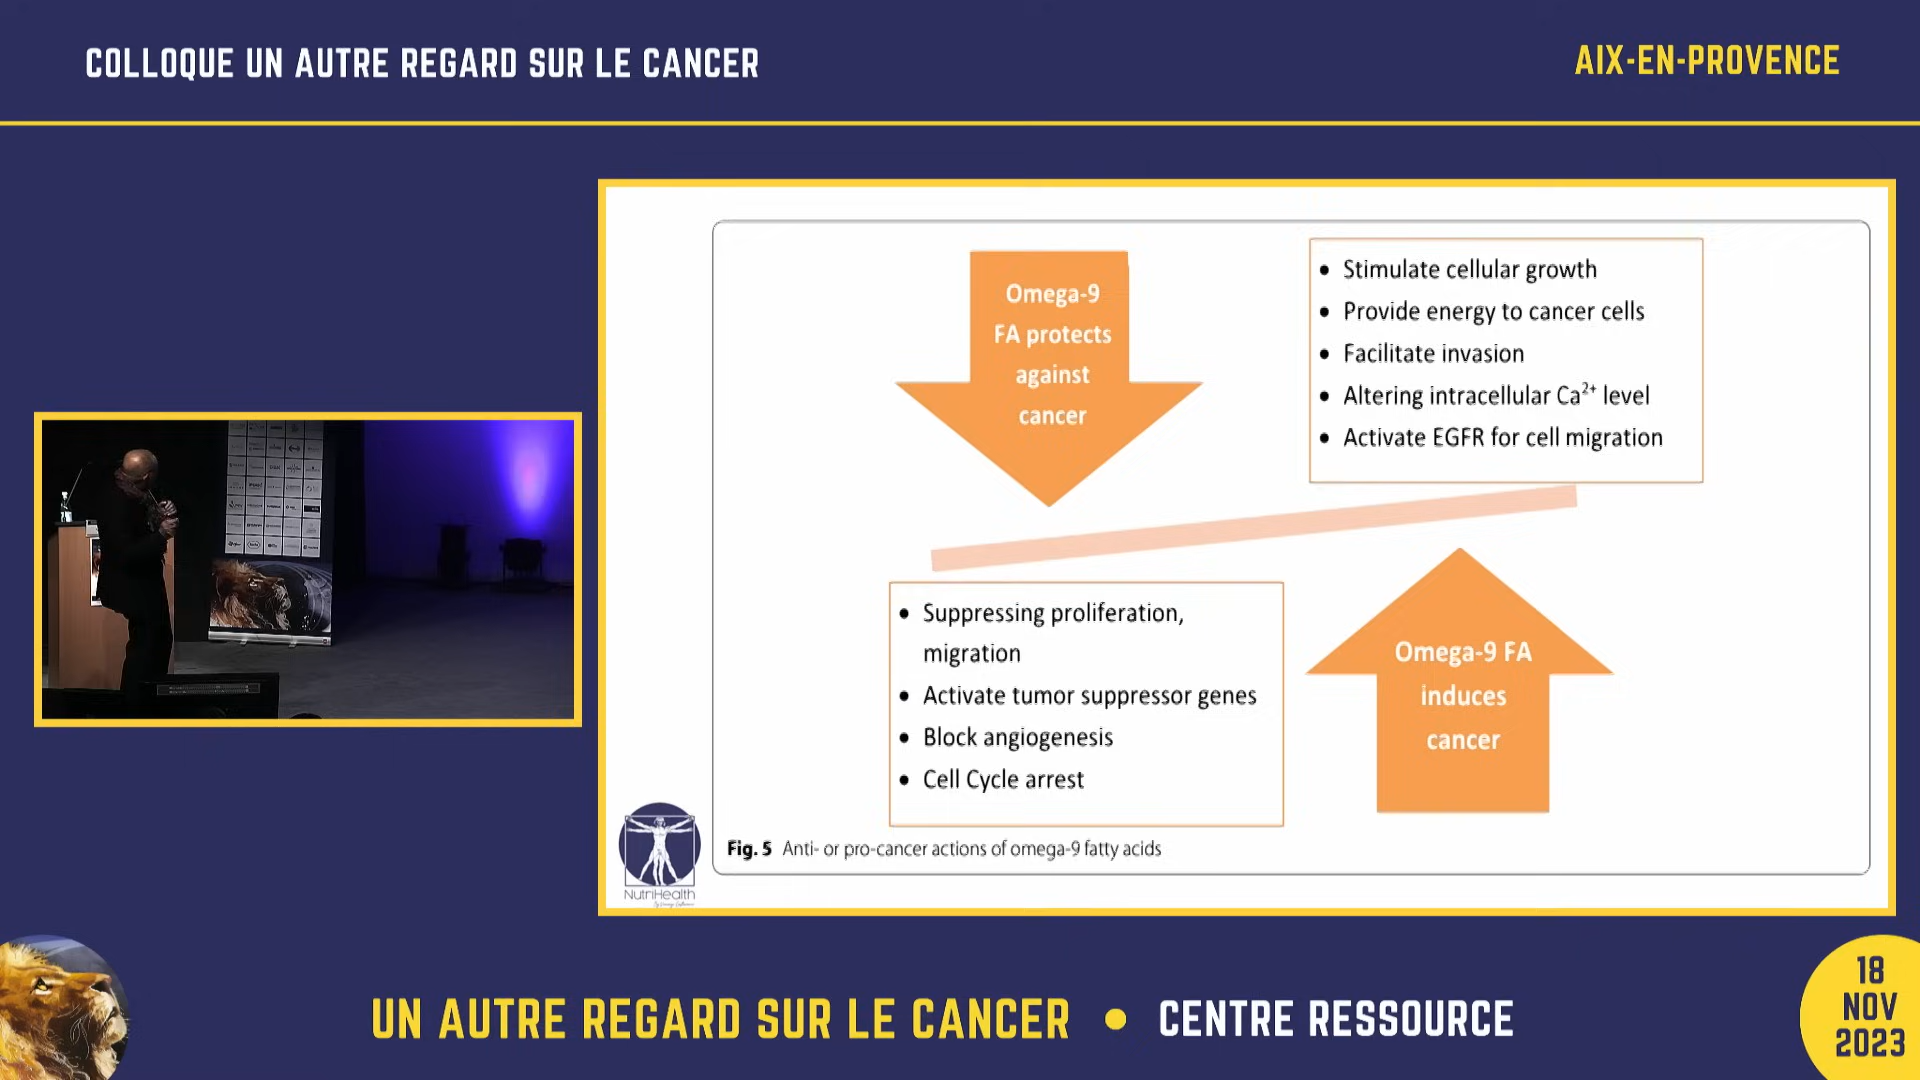 COLLOQUE UN AUTRE REGARD SUR LE CANCER
AIX-EN-PROVENCE
Omega-9
FA protects
against
cancer
• Stimulate cellular growth
• Provide energy to cancer cells
• Facilitate invasion
• Altering intracellular Ca²⁺ level
• Activate EGFR for cell migration
• Suppressing proliferation,
migration
• Activate tumor suppressor genes
• Block angiogenesis
• Cell Cycle arrest
Omega-9 FA
induces
cancer
Fig. 5 Anti- or pro-cancer actions of omega-9 fatty acids
NutriHealth
UN AUTRE REGARD SUR LE CANCER • CENTRE RESSOURCE
18
NOV
2023